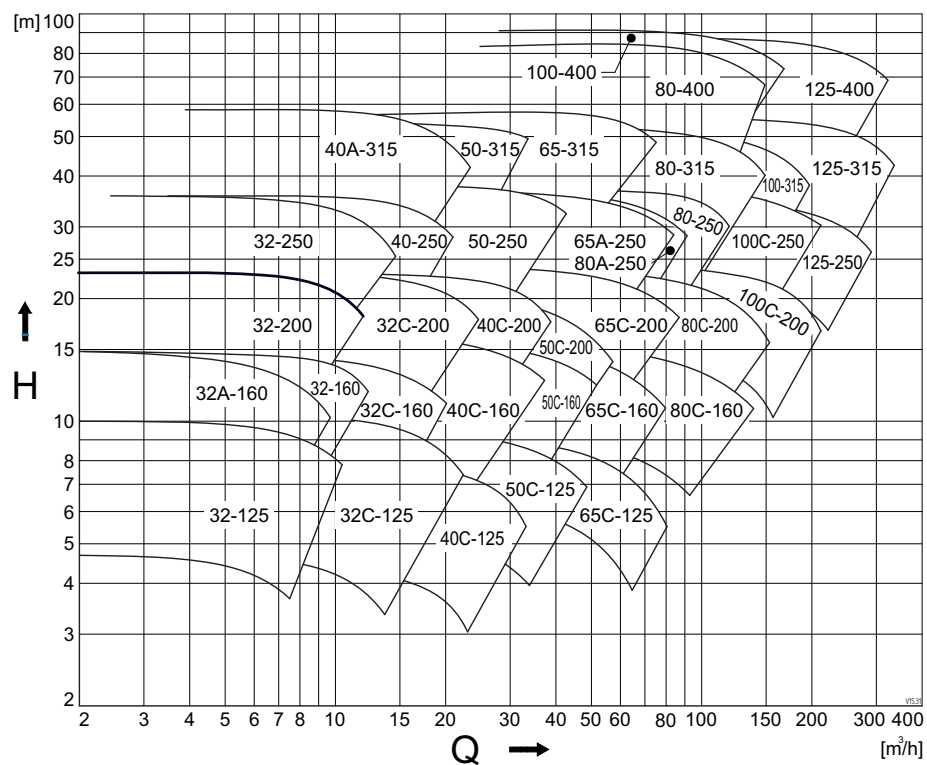 [m] 100
80
70
60
50
40
30
25
20
15
10
8
7
6
5
4
3
2
H
100-400
80-400
125-400
40A-315
50-315
65-315
80-315
100-315
125-315
32-250
40-250
50-250
65A-250
80A-250
80-250
100C-250
125-250
32-200
32C-200
40C-200
50C-200
65C-200
80C-200
100C-200
32A-160
32-160
32C-160
40C-160
50C-160
65C-160
80C-160
32-125
32C-125
40C-125
50C-125
65C-125
V15.31
2 3 4 5 6 7 8 10 15 20 30 40 50 60 80 100 150 200 300 400
Q
[m³/h]